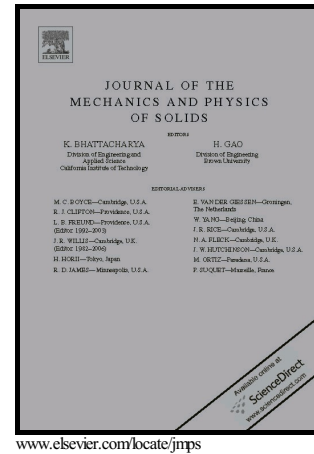 ELSEVIER
JOURNAL OF THE
MECHANICS AND PHYSICS
OF SOLIDS
EDITORS
K. BHATTACHARYA
Division of Engineering and
Applied Science
California Institute of Technology
H. GAO
Division of Engineering
Brown University
EDITORIAL ADVISERS
M. C. BOYCE—Cambridge, U.S.A.
R. J. CLIFTON—Providence, U.S.A.
L. B. FREUND—Providence, U.S.A.
(Editor 1992–2003)
J. R. WILLIS—Cambridge, U.K.
(Editor 1982–2006)
H. HORII—Tokyo, Japan
R. D. JAMES—Minneapolis, U.S.A.
E. VAN DER GIESSEN—Groningen,
The Netherlands
W. YANG—Beijing, China
J. R. RICE—Cambridge, U.S.A.
N. A. FLECK—Cambridge, U.K.
J. W. HUTCHINSON—Cambridge, U.S.A.
M. ORTIZ—Pasadena, U.S.A.
P. SUQUET—Marseille, France
Available online at
ScienceDirect
www.sciencedirect.com
www.elsevier.com/locate/jmps